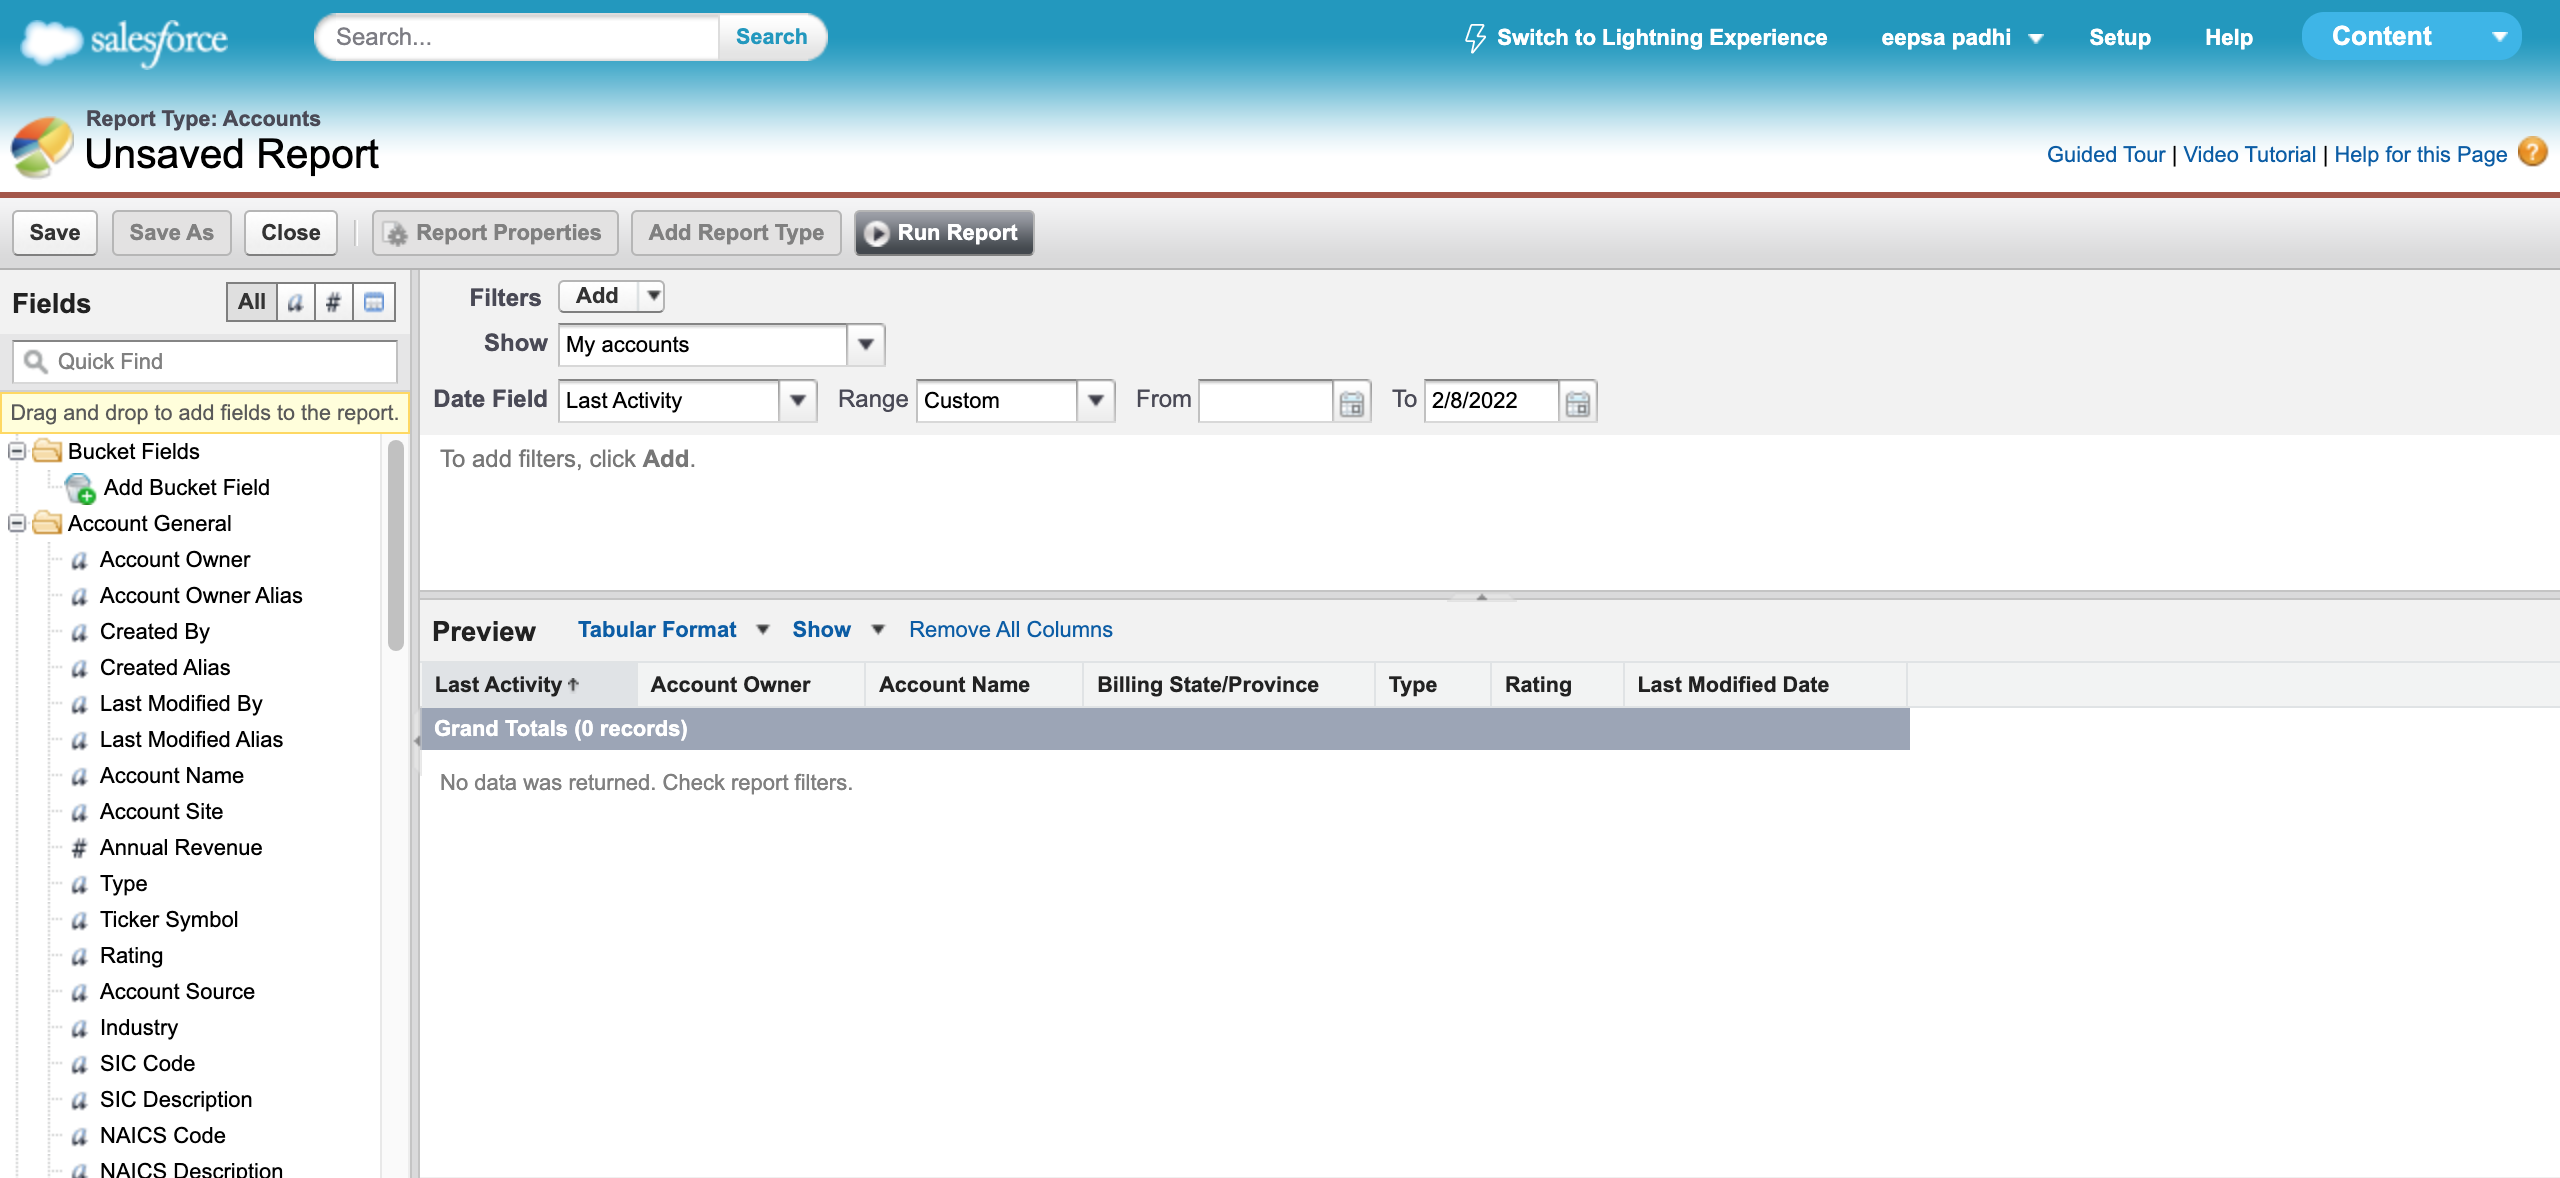 salesforce
Search...
Search
Switch to Lightning Experience
eepsa padhi
Setup
Help
Content
Report Type: Accounts
Unsaved Report
Guided Tour | Video Tutorial | Help for this Page ?
Save
Save As
Close
Report Properties
Add Report Type
Run Report
Fields
All
a
#
Quick Find
Drag and drop to add fields to the report.
Bucket Fields
Add Bucket Field
Account General
a Account Owner
a Account Owner Alias
a Created By
a Created Alias
a Last Modified By
a Last Modified Alias
a Account Name
a Account Site
# Annual Revenue
a Type
a Ticker Symbol
a Rating
a Account Source
a Industry
a SIC Code
a SIC Description
a NAICS Code
a NAICS Description
Filters Add
Show My accounts
Date Field Last Activity Range Custom From To 2/8/2022
To add filters, click Add.
Preview Tabular Format Show Remove All Columns
Last Activity↑ Account Owner Account Name Billing State/Province Type Rating Last Modified Date
Grand Totals (0 records)
No data was returned. Check report filters.